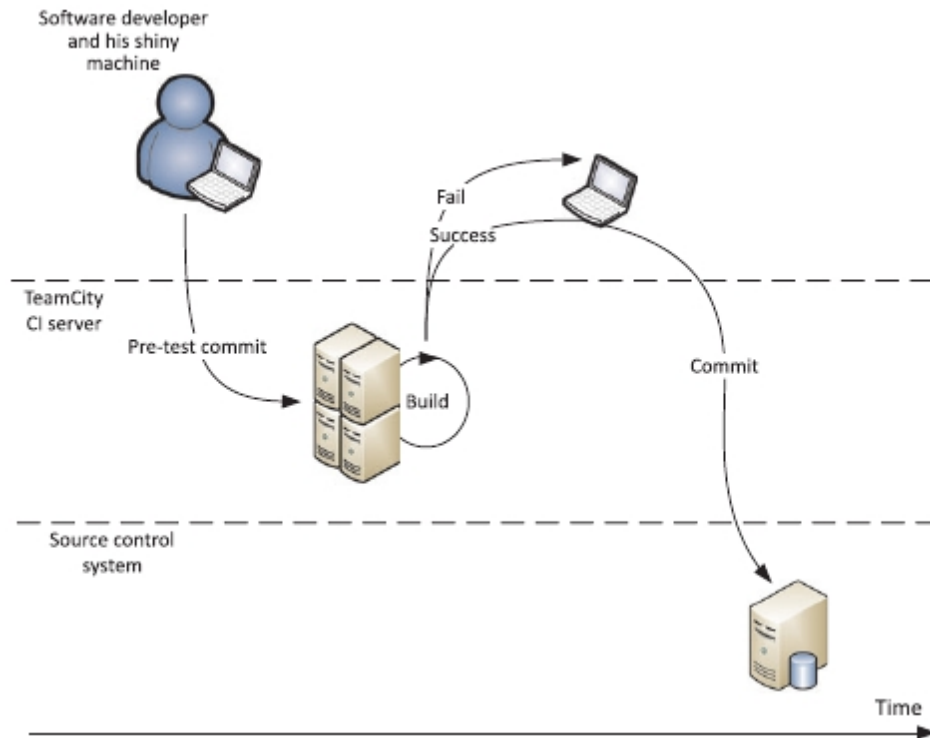 Software developer
and his shiny
machine
Fail
Success
TeamCity
CI server
Pre-test commit
Build
Commit
Source control
system
Time